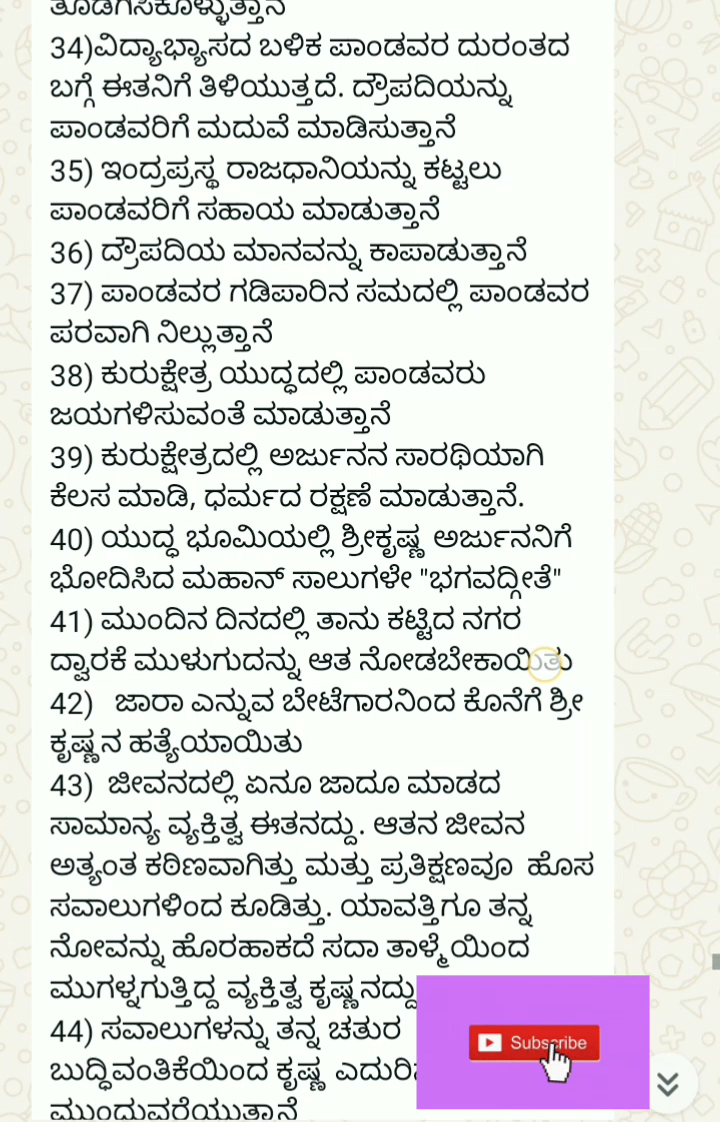 ತೊಡಗಿಸಿಕೊಳ್ಳುತ್ತಾನೆ
34)ವಿದ್ಯಾಭ್ಯಾಸದ ಬಳಿಕ ಪಾಂಡವರ ದುರಂತದ
ಬಗ್ಗೆ ಈತನಿಗೆ ತಿಳಿಯುತ್ತದೆ. ದ್ರೌಪದಿಯನ್ನು
ಪಾಂಡವರಿಗೆ ಮದುವೆ ಮಾಡಿಸುತ್ತಾನೆ
35) ಇಂದ್ರಪ್ರಸ್ಥ ರಾಜಧಾನಿಯನ್ನು ಕಟ್ಟಲು
ಪಾಂಡವರಿಗೆ ಸಹಾಯ ಮಾಡುತ್ತಾನೆ
36) ದ್ರೌಪದಿಯ ಮಾನವನ್ನು ಕಾಪಾಡುತ್ತಾನೆ
37) ಪಾಂಡವರ ಗಡಿಪಾರಿನ ಸಮದಲ್ಲಿ ಪಾಂಡವರ
ಪರವಾಗಿ ನಿಲ್ಲುತ್ತಾನೆ
38) ಕುರುಕ್ಷೇತ್ರ ಯುದ್ಧದಲ್ಲಿ ಪಾಂಡವರು
ಜಯಗಳಿಸುವಂತೆ ಮಾಡುತ್ತಾನೆ
39) ಕುರುಕ್ಷೇತ್ರದಲ್ಲಿ ಅರ್ಜುನನ ಸಾರಥಿಯಾಗಿ
ಕೆಲಸ ಮಾಡಿ, ಧರ್ಮದ ರಕ್ಷಣೆ ಮಾಡುತ್ತಾನೆ.
40) ಯುದ್ಧ ಭೂಮಿಯಲ್ಲಿ ಶ್ರೀಕೃಷ್ಣ ಅರ್ಜುನನಿಗೆ
ಭೋದಿಸಿದ ಮಹಾನ್ ಸಾಲುಗಳೇ "ಭಗವದ್ಗೀತೆ"
41) ಮುಂದಿನ ದಿನದಲ್ಲಿ ತಾನು ಕಟ್ಟಿದ ನಗರ
ದ್ವಾರಕೆ ಮುಳುಗುದನ್ನು ಆತ ನೋಡಬೇಕಾಯಿತು
42) ಜಾರಾ ಎನ್ನುವ ಬೇಟೆಗಾರನಿಂದ ಕೊನೆಗೆ ಶ್ರೀ
ಕೃಷ್ಣನ ಹತ್ಯೆಯಾಯಿತು
43) ಜೀವನದಲ್ಲಿ ಏನೂ ಜಾದೂ ಮಾಡದ
ಸಾಮಾನ್ಯ ವ್ಯಕ್ತಿತ್ವ ಈತನದ್ದು. ಆತನ ಜೀವನ
ಅತ್ಯಂತ ಕಠಿಣವಾಗಿತ್ತು ಮತ್ತು ಪ್ರತಿಕ್ಷಣವೂ ಹೊಸ
ಸವಾಲುಗಳಿಂದ ಕೂಡಿತ್ತು. ಯಾವತ್ತಿಗೂ ತನ್ನ
ನೋವನ್ನು ಹೊರಹಾಕದೆ ಸದಾ ತಾಳ್ಮೆಯಿಂದ
ಮುಗಳ್ನಗುತ್ತಿದ್ದ ವ್ಯಕ್ತಿತ್ವ ಕೃಷ್ಣನದ್ದು
44) ಸವಾಲುಗಳನ್ನು ತನ್ನ ಚತುರ
ಬುದ್ಧಿವಂತಿಕೆಯಿಂದ ಕೃಷ್ಣ
ಮುಂದುವರೆಯುತ್ತಾನೆ
Subscribe